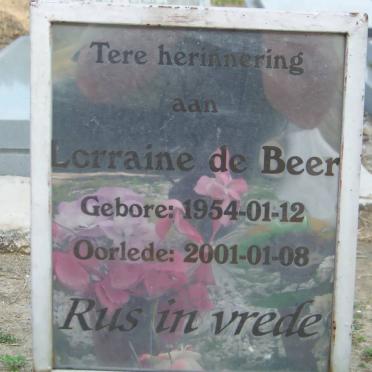 Tere herinnering
aan
Lorraine de Beer
Gebore: 1954-01-12
Oorlede: 2001-01-08
Rus in vrede